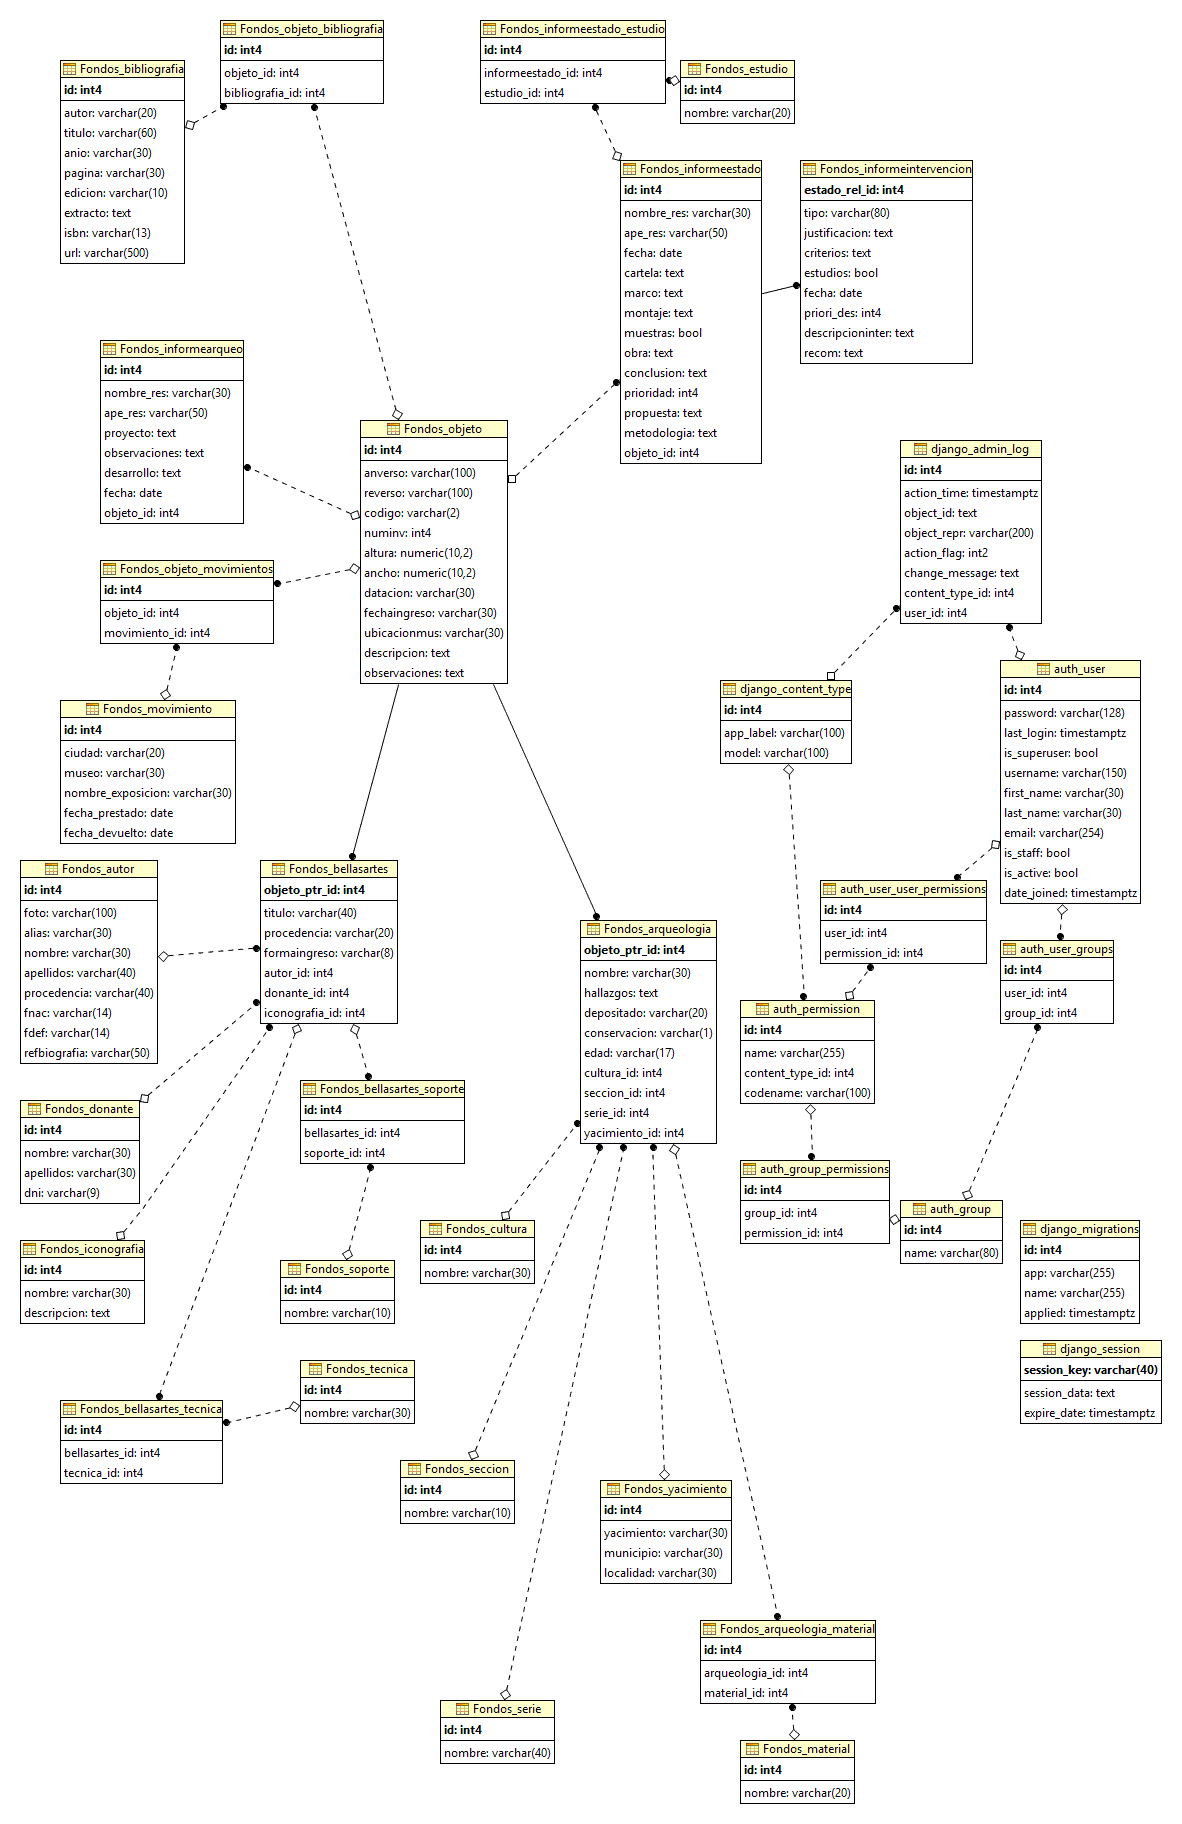 Fondos_objeto_bibliografia
id: int4
objeto_id: int4
bibliografia_id: int4
Fondos_informeestado_estudio
id: int4
informeestado_id: int4
estudio_id: int4
Fondos_bibliografia
id: int4
autor: varchar(20)
titulo: varchar(60)
anio: varchar(30)
pagina: varchar(30)
edicion: varchar(10)
extracto: text
isbn: varchar(13)
url: varchar(500)
Fondos_estudio
id: int4
nombre: varchar(20)
Fondos_informeestado
id: int4
nombre_res: varchar(30)
ape_res: varchar(50)
fecha: date
cartela: text
marco: text
montaje: text
muestras: bool
obra: text
conclusion: text
prioridad: int4
propuesta: text
metodologia: text
objeto_id: int4
Fondos_informeintervencion
estado_rel_id: int4
tipo: varchar(80)
justificacion: text
criterios: text
estudios: bool
fecha: date
priori_des: int4
descripcioninter: text
recom: text
Fondos_informearqueo
id: int4
nombre_res: varchar(30)
ape_res: varchar(50)
proyecto: text
observaciones: text
desarrollo: text
fecha: date
objeto_id: int4
Fondos_objeto
id: int4
anverso: varchar(100)
reverso: varchar(100)
codigo: varchar(2)
numinv: int4
altura: numeric(10,2)
ancho: numeric(10,2)
datacion: varchar(30)
fechaingreso: varchar(30)
ubicacionmus: varchar(30)
descripcion: text
observaciones: text
django_admin_log
id: int4
action_time: timestamptz
object_id: text
object_repr: varchar(200)
action_flag: int2
change_message: text
content_type_id: int4
user_id: int4
Fondos_objeto_movimientos
id: int4
objeto_id: int4
movimiento_id: int4
auth_user
id: int4
password: varchar(128)
last_login: timestamptz
is_superuser: bool
username: varchar(150)
first_name: varchar(30)
last_name: varchar(30)
email: varchar(254)
is_staff: bool
is_active: bool
date_joined: timestamptz
django_content_type
id: int4
app_label: varchar(100)
model: varchar(100)
Fondos_movimiento
id: int4
ciudad: varchar(20)
museo: varchar(30)
nombre_exposicion: varchar(30)
fecha_prestado: date
fecha_devuelto: date
Fondos_autor
id: int4
foto: varchar(100)
alias: varchar(30)
nombre: varchar(30)
apellidos: varchar(40)
procedencia: varchar(40)
fnac: varchar(14)
fdef: varchar(14)
refbiografia: varchar(50)
Fondos_bellasartes
objeto_ptr_id: int4
titulo: varchar(40)
procedencia: varchar(20)
formaingreso: varchar(8)
autor_id: int4
donante_id: int4
iconografia_id: int4
auth_user_user_permissions
id: int4
user_id: int4
permission_id: int4
Fondos_arqueologia
objeto_ptr_id: int4
nombre: varchar(30)
hallazgos: text
depositado: varchar(20)
conservacion: varchar(1)
edad: varchar(17)
cultura_id: int4
seccion_id: int4
serie_id: int4
yacimiento_id: int4
auth_user_groups
id: int4
user_id: int4
group_id: int4
auth_permission
id: int4
name: varchar(255)
content_type_id: int4
codename: varchar(100)
Fondos_bellasartes_soporte
id: int4
bellasartes_id: int4
soporte_id: int4
Fondos_donante
id: int4
nombre: varchar(30)
apellidos: varchar(30)
dni: varchar(9)
auth_group_permissions
id: int4
group_id: int4
permission_id: int4
auth_group
id: int4
name: varchar(80)
Fondos_cultura
id: int4
nombre: varchar(30)
django_migrations
id: int4
app: varchar(255)
name: varchar(255)
applied: timestamptz
Fondos_iconografia
id: int4
nombre: varchar(30)
descripcion: text
Fondos_soporte
id: int4
nombre: varchar(10)
django_session
session_key: varchar(40)
session_data: text
expire_date: timestamptz
Fondos_tecnica
id: int4
nombre: varchar(30)
Fondos_bellasartes_tecnica
id: int4
bellasartes_id: int4
tecnica_id: int4
Fondos_seccion
id: int4
nombre: varchar(10)
Fondos_yacimiento
id: int4
yacimiento: varchar(30)
municipio: varchar(30)
localidad: varchar(30)
Fondos_arqueologia_material
id: int4
arqueologia_id: int4
material_id: int4
Fondos_serie
id: int4
nombre: varchar(40)
Fondos_material
id: int4
nombre: varchar(20)